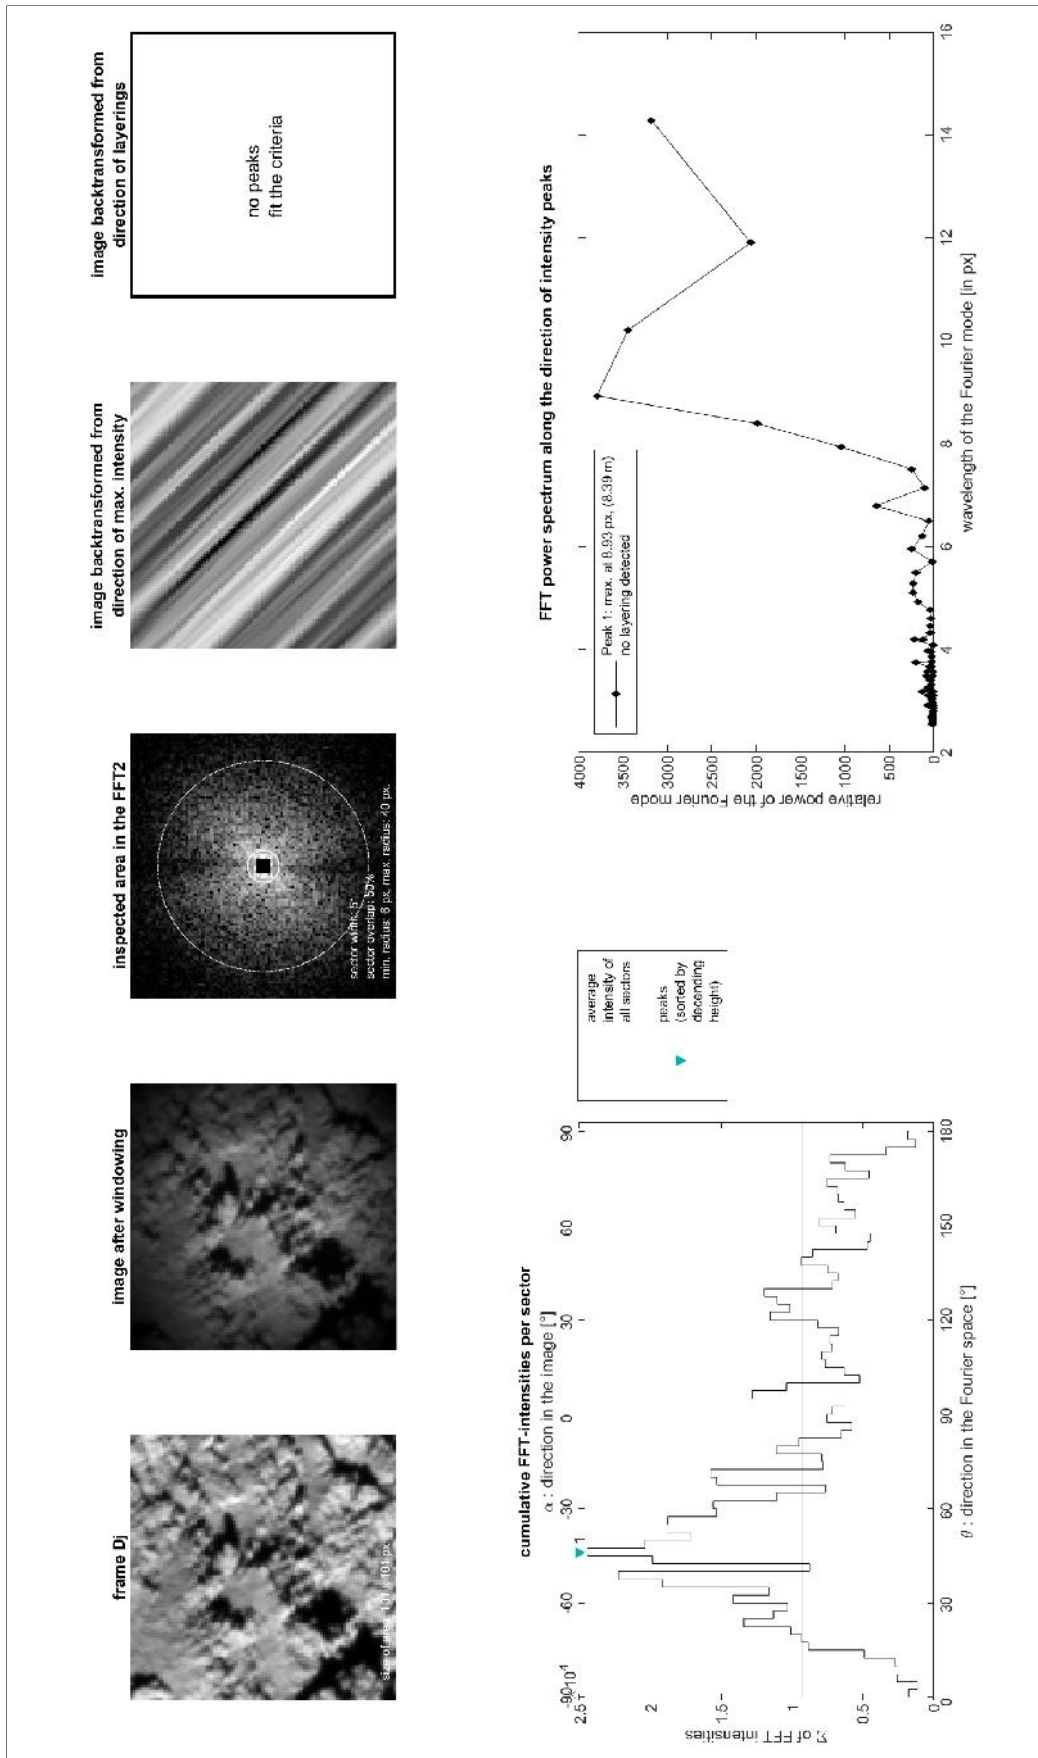 frame Dj
size of area: 101 x 101 px
image after windowing
inspected area in the FFT2
sector width: 5°
sector overlap: 50%
min. radius: 6 px, max. radius: 40 px.
image backtransformed from
direction of max. intensity
image backtransformed from
direction of layerings
no peaks
fit the criteria
cumulative FFT-intensities per sector
α : direction in the image [°]
-90 -60 -30 0 30 60 90
10⁴
2.5
2
1.5
1
0.5
0
Σ of FFT intensities
1
0 30 60 90 120 150 180
θ : direction in the Fourier space [°]
average
intensity of
all sectors
peaks
(sorted by
decending
height)
FFT power spectrum along the direction of intensity peaks
Peak 1: max. at 8.93 px, (8.39 m)
no layering detected
4000
3500
3000
2500
2000
1500
1000
500
0
relative power of the Fourier mode
2 4 6 8 10 12 14 16
wavelength of the Fourier mode [in px]